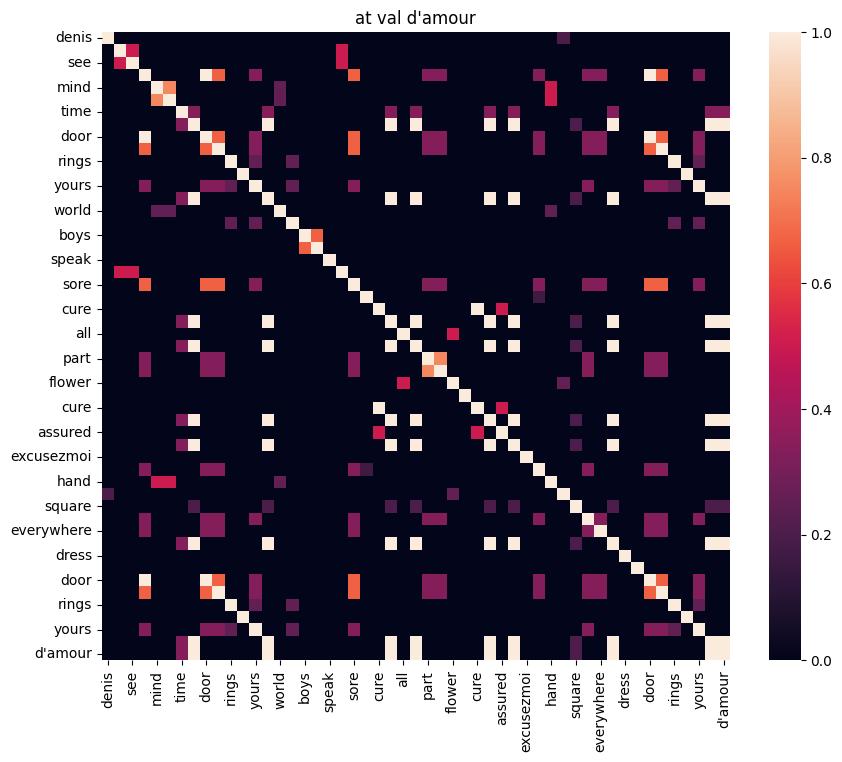 at val d'amour
denis
see
mind
time
door
rings
yours
world
boys
speak
sore
cure
all
part
flower
cure
assured
excusezmoi
hand
square
everywhere
dress
door
rings
yours
d'amour
1.0
0.8
0.6
0.4
0.2
0.0
denis
see
mind
time
door
rings
yours
world
boys
speak
sore
cure
all
part
flower
cure
assured
excusezmoi
hand
square
everywhere
dress
door
rings
yours
d'amour